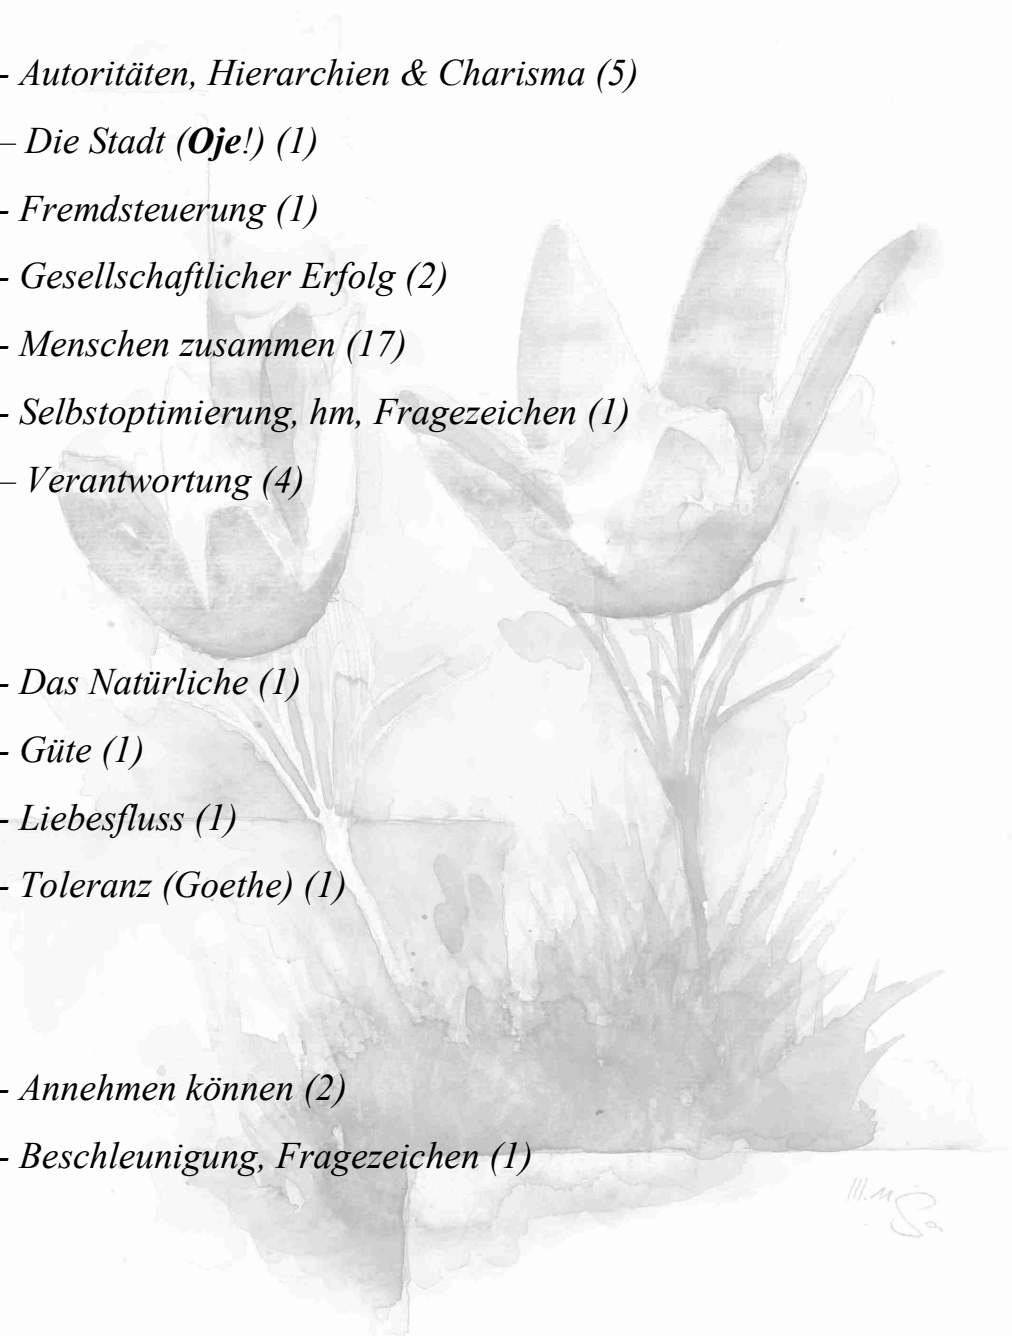 - Autoritäten, Hierarchien & Charisma (5)
– Die Stadt (Oje!) (1)
- Fremdsteuerung (1)
- Gesellschaftlicher Erfolg (2)
- Menschen zusammen (17)
- Selbstoptimierung, hm, Fragezeichen (1)
– Verantwortung (4)
- Das Natürliche (1)
- Güte (1)
- Liebesfluss (1)
- Toleranz (Goethe) (1)
- Annehmen können (2)
- Beschleunigung, Fragezeichen (1)